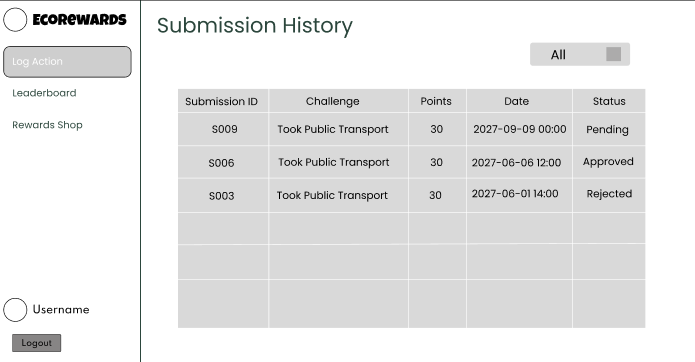 ECOREWARDS
Submission History
All
Log Action
Leaderboard
Rewards Shop
Submission ID Challenge Points Date Status
S009 Took Public Transport 30 2027-09-09 00:00 Pending
S006 Took Public Transport 30 2027-06-06 12:00 Approved
S003 Took Public Transport 30 2027-06-01 14:00 Rejected
Username
Logout